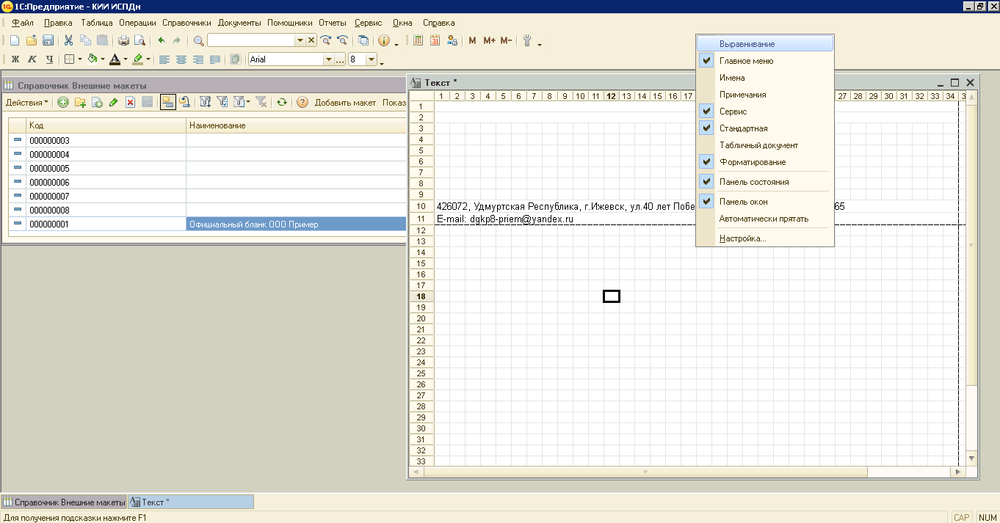 1С:Предприятие - КИИ ИСПДн
Файл Правка Таблица Операции Справочники Документы Помощники Отчеты Сервис Окна Справка
M M+ M-
Ж К Ч Arial ... 8
Справочник Внешние макеты
Действия Добавить макет Показ
Код Наименование
000000003
000000004
000000005
000000006
000000007
000000008
000000001 Официальный бланк ООО Пример
Текст *
1 2 3 4 5 6 7 8 9 10 11 12 13 14 15 16 17 27 28 29 30 31 32 33 34 3
1
2
3
4
5
6
7
8
9
10 426072, Удмуртская Республика, г.Ижевск, ул.40 лет Побе 65
11 E-mail: dgkp8-priem@yandex.ru
12
13
14
15
16
17
18
19
20
21
22
23
24
25
26
27
28
29
30
31
32
33
Выравнивание
Главное меню
Имена
Примечания
Сервис
Стандартная
Табличный документ
Форматирование
Панель состояния
Панель окон
Автоматически прятать
Настройка...
Справочник Внешние макеты Текст *
Для получения подсказки нажмите F1 CAP NUM